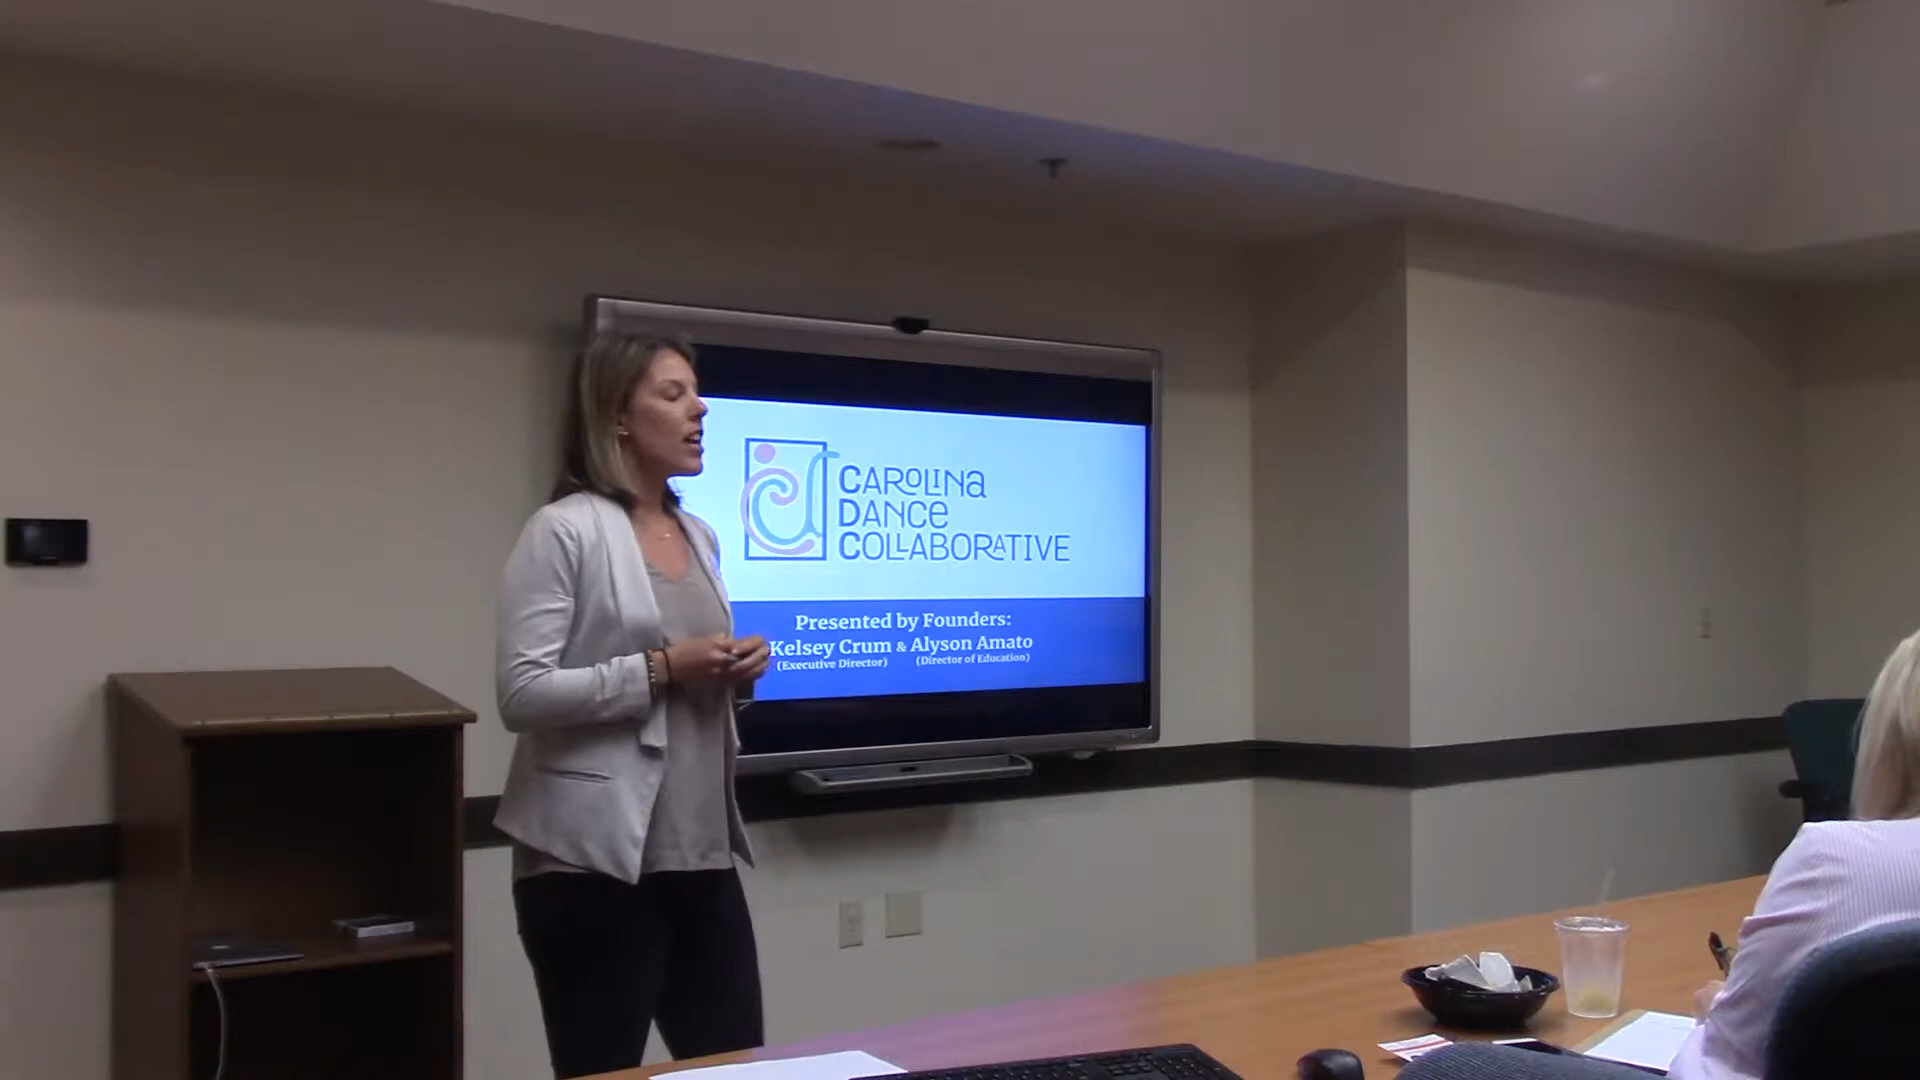 CAROLINA
DANCE
COLLABORATIVE
Presented by Founders:
Kelsey Crum & Alyson Amato
(Executive Director) (Director of Education)